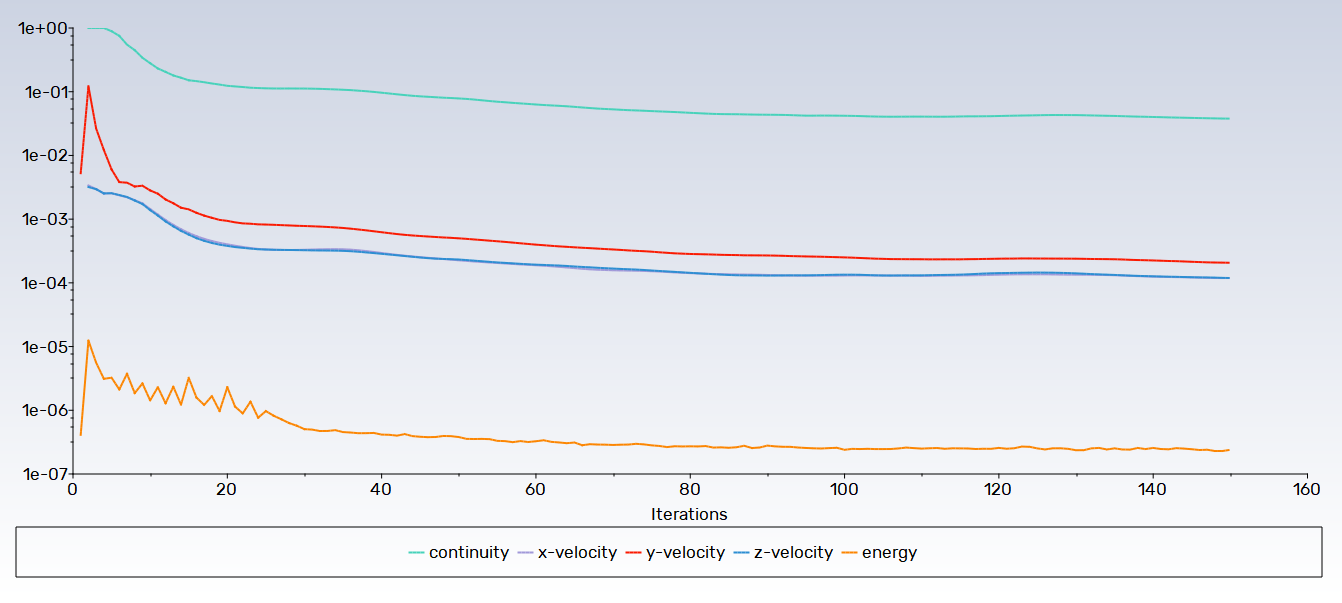 1e+00
1e-01
1e-02
1e-03
1e-04
1e-05
1e-06
1e-07
0 20 40 60 80 100 120 140 160
Iterations
continuity x-velocity y-velocity z-velocity energy